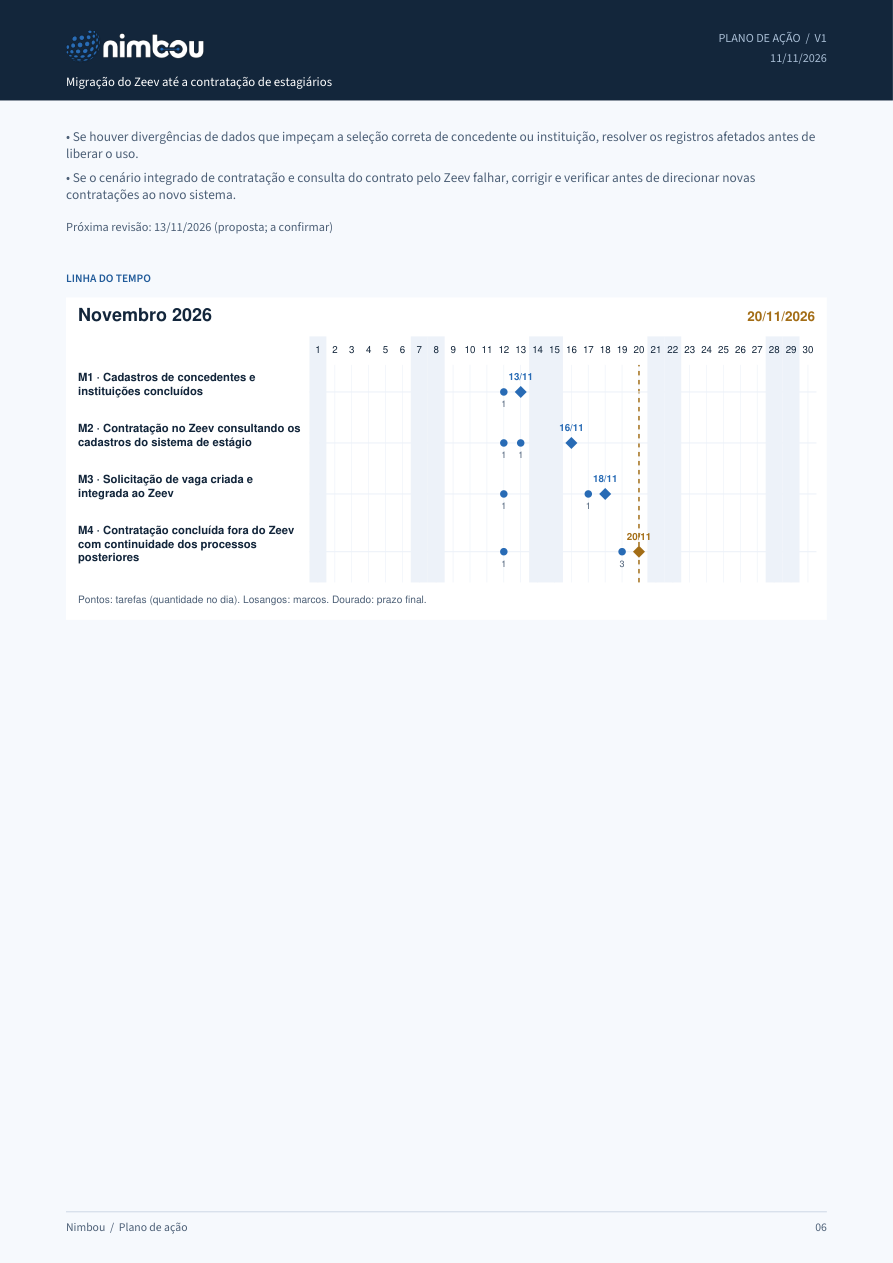 nimbou
PLANO DE AÇÃO / V1
11/11/2026
Migração do Zeev até a contratação de estagiários
• Se houver divergências de dados que impeçam a seleção correta de concedente ou instituição, resolver os registros afetados antes de
liberar o uso.
• Se o cenário integrado de contratação e consulta do contrato pelo Zeev falhar, corrigir e verificar antes de direcionar novas
contratações ao novo sistema.
Próxima revisão: 13/11/2026 (proposta; a confirmar)
LINHA DO TEMPO
Novembro 2026
20/11/2026
1 2 3 4 5 6 7 8 9 10 11 12 13 14 15 16 17 18 19 20 21 22 23 24 25 26 27 28 29 30
M1 · Cadastros de concedentes e
instituições concluídos
13/11
1
M2 · Contratação no Zeev consultando os
cadastros do sistema de estágio
16/11
1 1
M3 · Solicitação de vaga criada e
integrada ao Zeev
18/11
1 1
M4 · Contratação concluída fora do Zeev
com continuidade dos processos
posteriores
20/11
1 3
Pontos: tarefas (quantidade no dia). Losangos: marcos. Dourado: prazo final.
Nimbou / Plano de ação
06